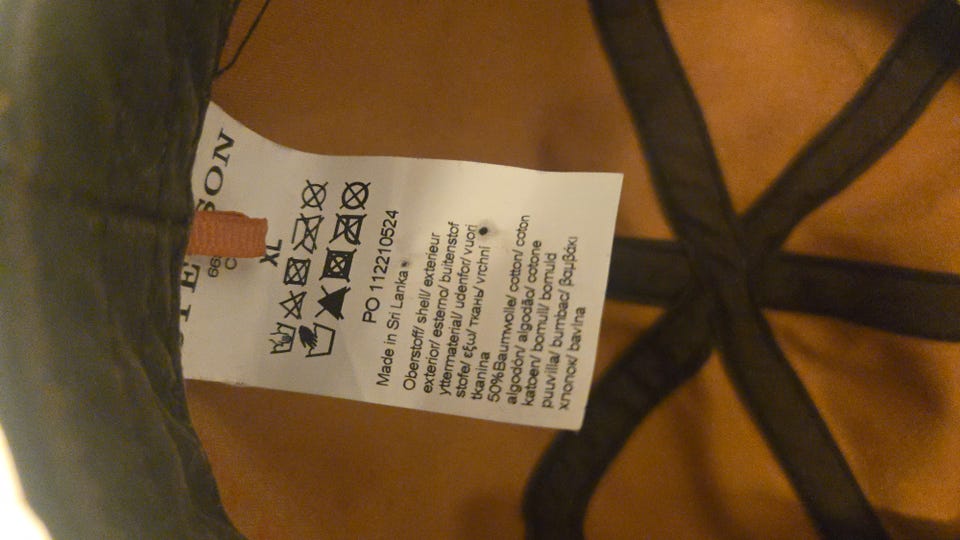 SON
XL
PO 112210524
Made in Sri Lanka
Oberstoff/ shell/ exterieur
exterior/ esterno/ buitenstof
yttermaterial/ udenfor/ vuori
stofe/ εξω/ ткань/ vrchní
tkanina
50%Baumwolle/ cotton/ coton
algodón/ algodão/ cotone
katoen/ bomull/ bomuld
puuvilla/ bumbac/ βαμβάκι
хлопок/ bavlna